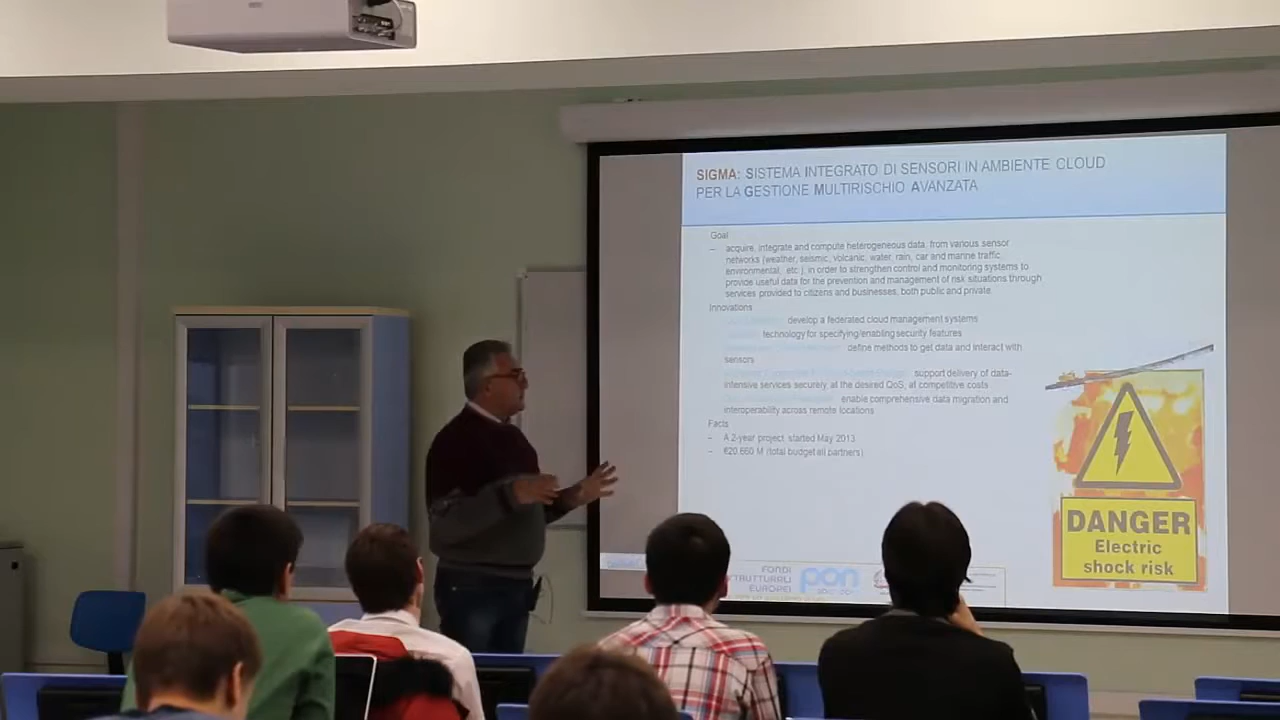 SIGMA: SISTEMA INTEGRATO DI SENSORI IN AMBIENTE CLOUD
PER LA GESTIONE MULTIRISCHIO AVANZATA
Goal
– acquire, integrate and compute heterogeneous data, from various sensor
networks (weather, seismic, volcanic, water, rain, car and marine traffic,
environmental, etc.), in order to strengthen control and monitoring systems to
provide useful data for the prevention and management of risk situations through
services provided to citizens and businesses, both public and private.
Innovations
develop a federated cloud management systems
technology for specifying/enabling security features
define methods to get data and interact with
sensors
support delivery of data-
intensive services securely, at the desired QoS, at competitive costs
enable comprehensive data migration and
interoperability across remote locations
Facts
– A 2-year project, started May 2013.
– €20.660 M (total budget all partners)
DANGER
Electric
shock risk
FONDI
STRUTTURALI
EUROPEI
pon